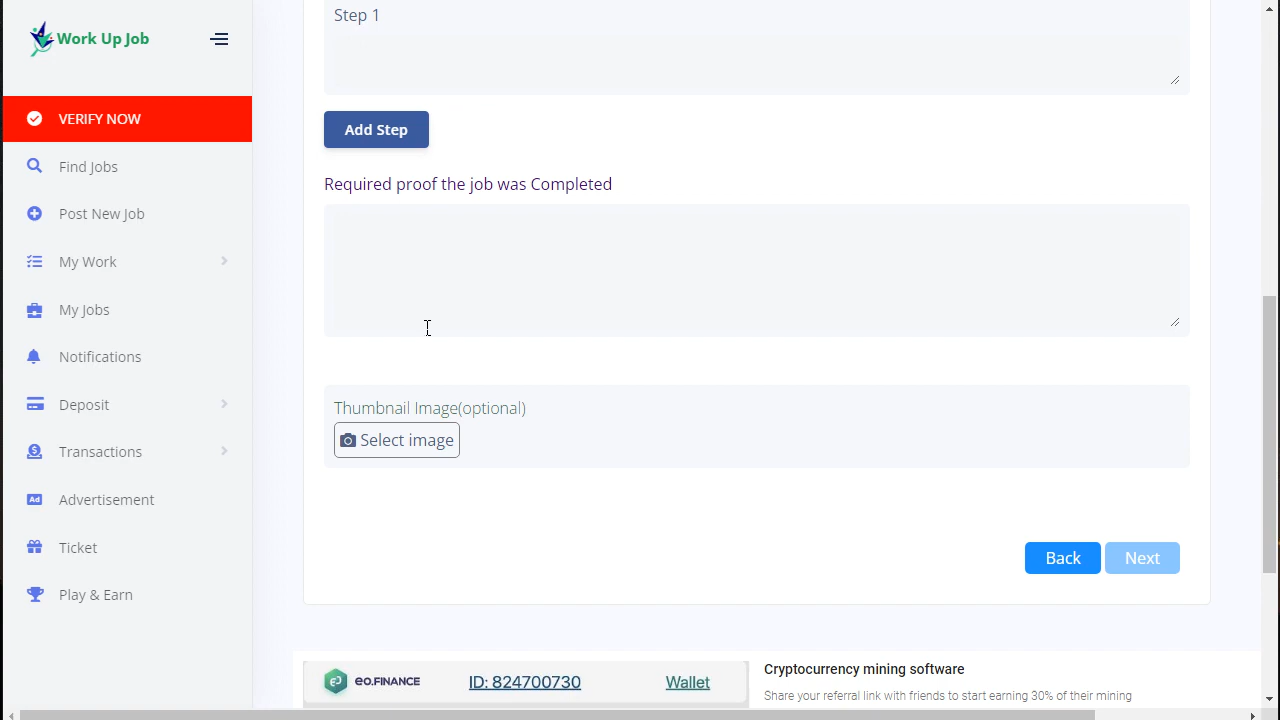 Work Up Job
VERIFY NOW
Find Jobs
Post New Job
My Work
My Jobs
Notifications
Deposit
Transactions
Ad Advertisement
Ticket
Play & Earn
Step 1
Add Step
Required proof the job was Completed
Thumbnail Image(optional)
Select image
Back Next
eo.FINANCE ID: 824700730 Wallet
Cryptocurrency mining software
Share your referral link with friends to start earning 30% of their mining